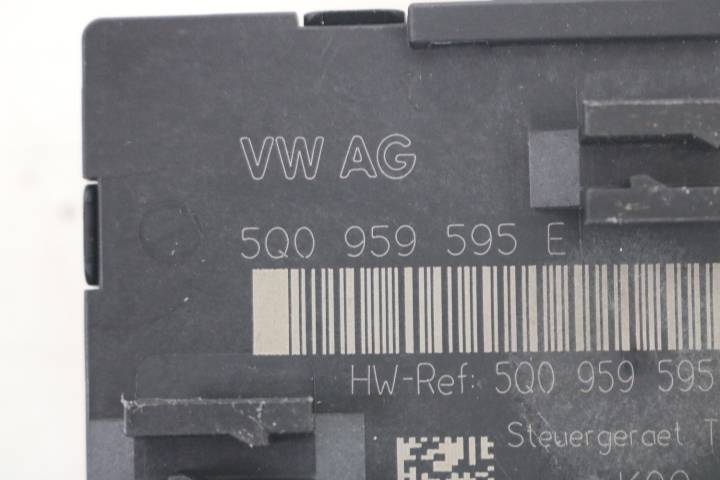 VW AG
5Q0 959 595 E
HW-Ref: 5Q0 959 595
Steuergeraet T